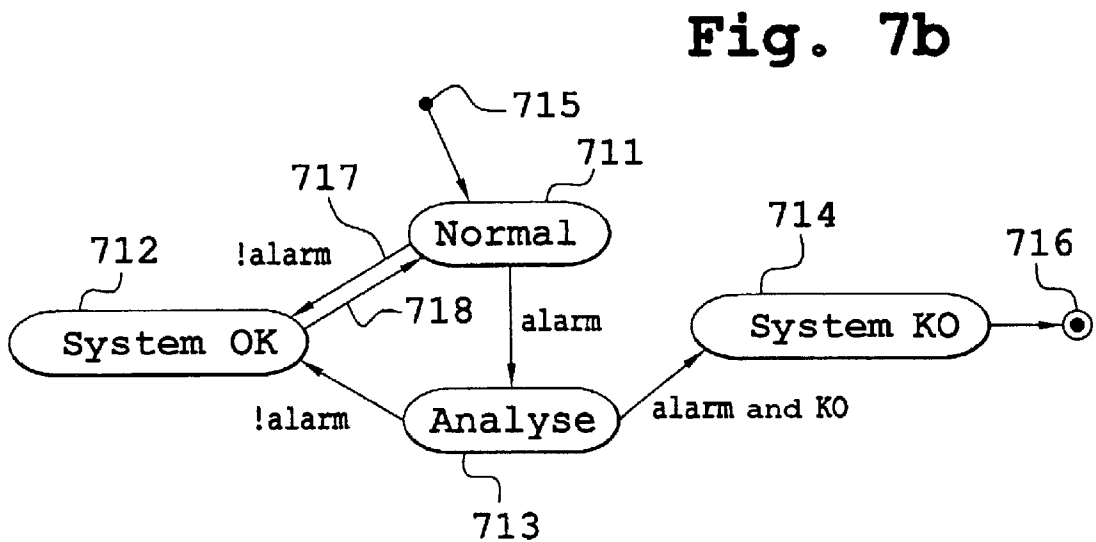 Fig. 7b
715
711
717
Normal
714
716
712
!alarm
718
System OK
alarm
System KO
!alarm
Analyse
alarm and KO
713